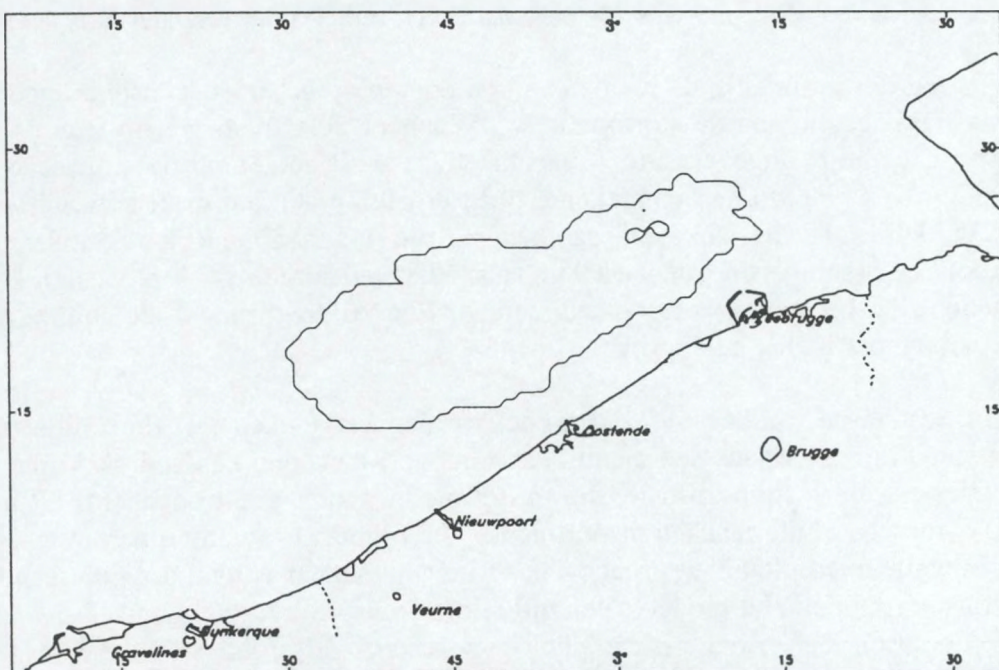 15 30 45 3° 15 30
30 30
Zeebrugge
15 15
Oostende
Brugge
Nieuwpoort
Veurne
Dunkerque
Gravelines
15 30 45 3° 15 30